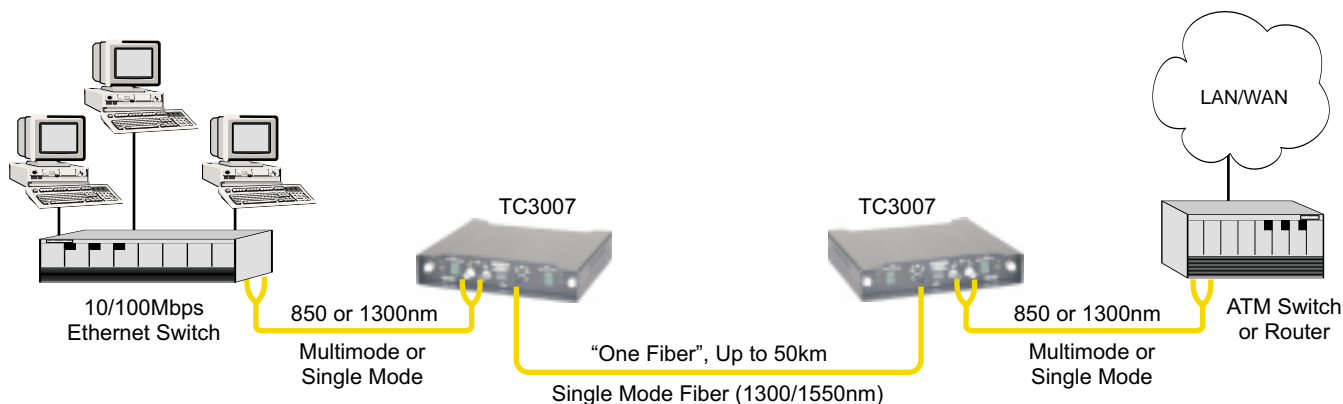 LAN/WAN
TC3007
TC3007
10/100Mbps
Ethernet Switch
850 or 1300nm
Multimode or
Single Mode
“One Fiber”, Up to 50km
Single Mode Fiber (1300/1550nm)
850 or 1300nm
Multimode or
Single Mode
ATM Switch
or Router